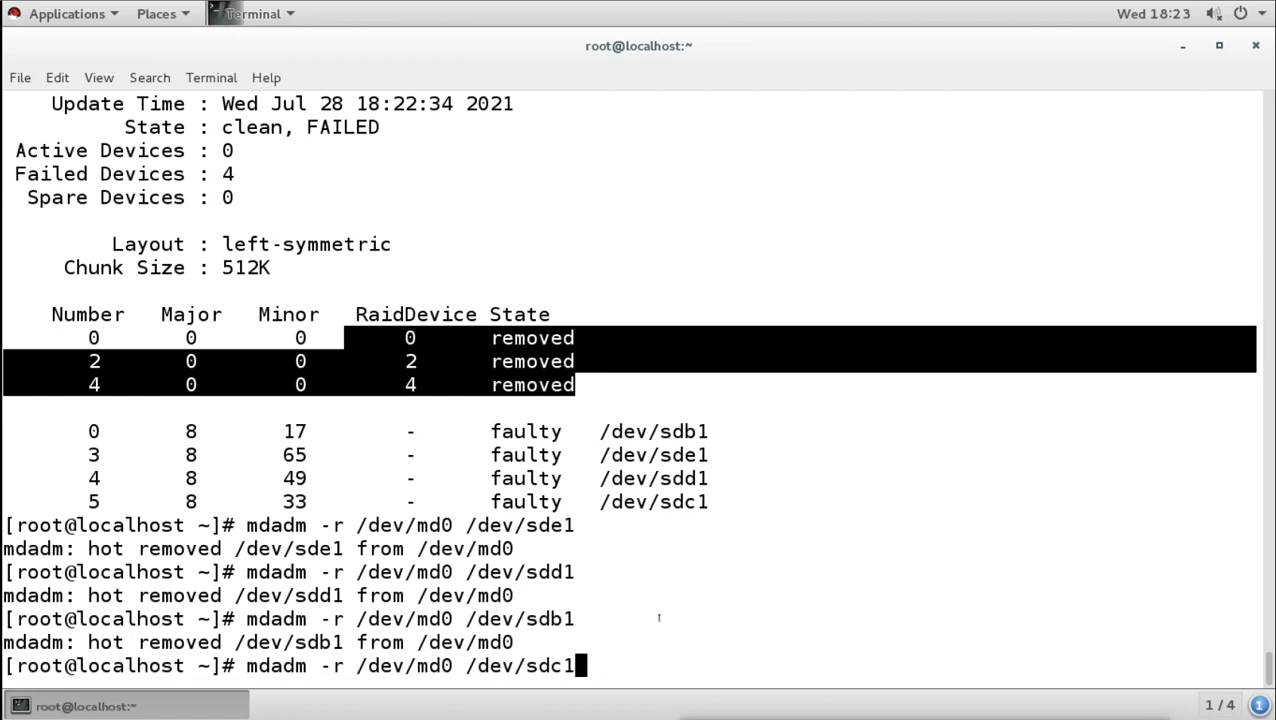 Applications Places Terminal Wed 18:23
root@localhost:~
File Edit View Search Terminal Help
Update Time : Wed Jul 28 18:22:34 2021
State : clean, FAILED
Active Devices : 0
Failed Devices : 4
Spare Devices : 0
Layout : left-symmetric
Chunk Size : 512K
Number Major Minor RaidDevice State
0 0 0 0 removed
2 0 0 2 removed
4 0 0 4 removed
0 8 17 - faulty /dev/sdb1
3 8 65 - faulty /dev/sde1
4 8 49 - faulty /dev/sdd1
5 8 33 - faulty /dev/sdc1
[root@localhost ~]# mdadm -r /dev/md0 /dev/sde1
mdadm: hot removed /dev/sde1 from /dev/md0
[root@localhost ~]# mdadm -r /dev/md0 /dev/sdd1
mdadm: hot removed /dev/sdd1 from /dev/md0
[root@localhost ~]# mdadm -r /dev/md0 /dev/sdb1
mdadm: hot removed /dev/sdb1 from /dev/md0
[root@localhost ~]# mdadm -r /dev/md0 /dev/sdc1
root@localhost:~ 1 / 4 1